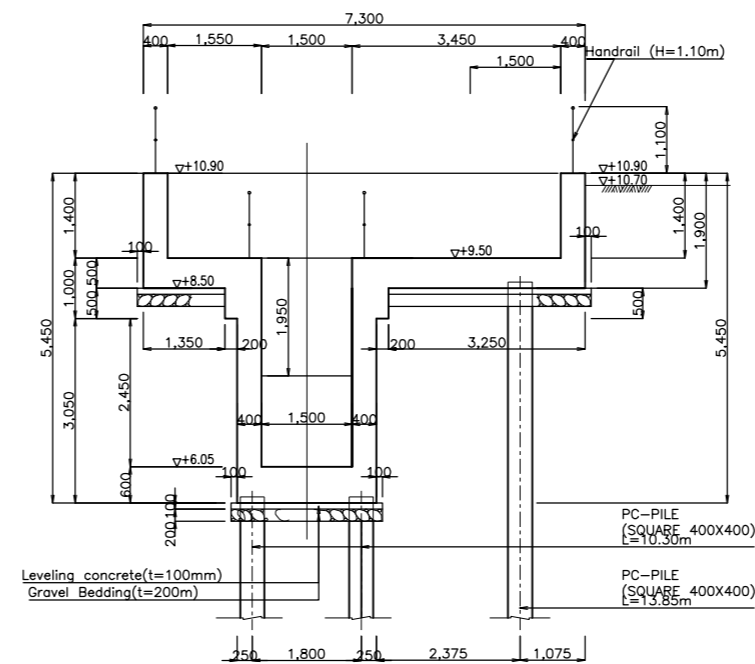 7,300
400 1,550 1,500 3,450 400
Handrail (H=1.10m)
1,500
1,100
▽+10.90 ▽+10.90
▽+10.70
1,400 1,400 1,900
100 100
▽+9.50
1,000 500 ▽+8.50
500 500
5,450 1,950 5,450
1,350 200 200 3,250
3,050 2,450
400 1,500 400
▽+6.05
600 100 100
200 100
PC-PILE
(SQUARE 400X400)
L=10.30m
Leveling concrete(t=100mm)
Gravel Bedding(t=200m)
PC-PILE
(SQUARE 400X400)
L=13.85m
250 1,800 250 2,375 1,075